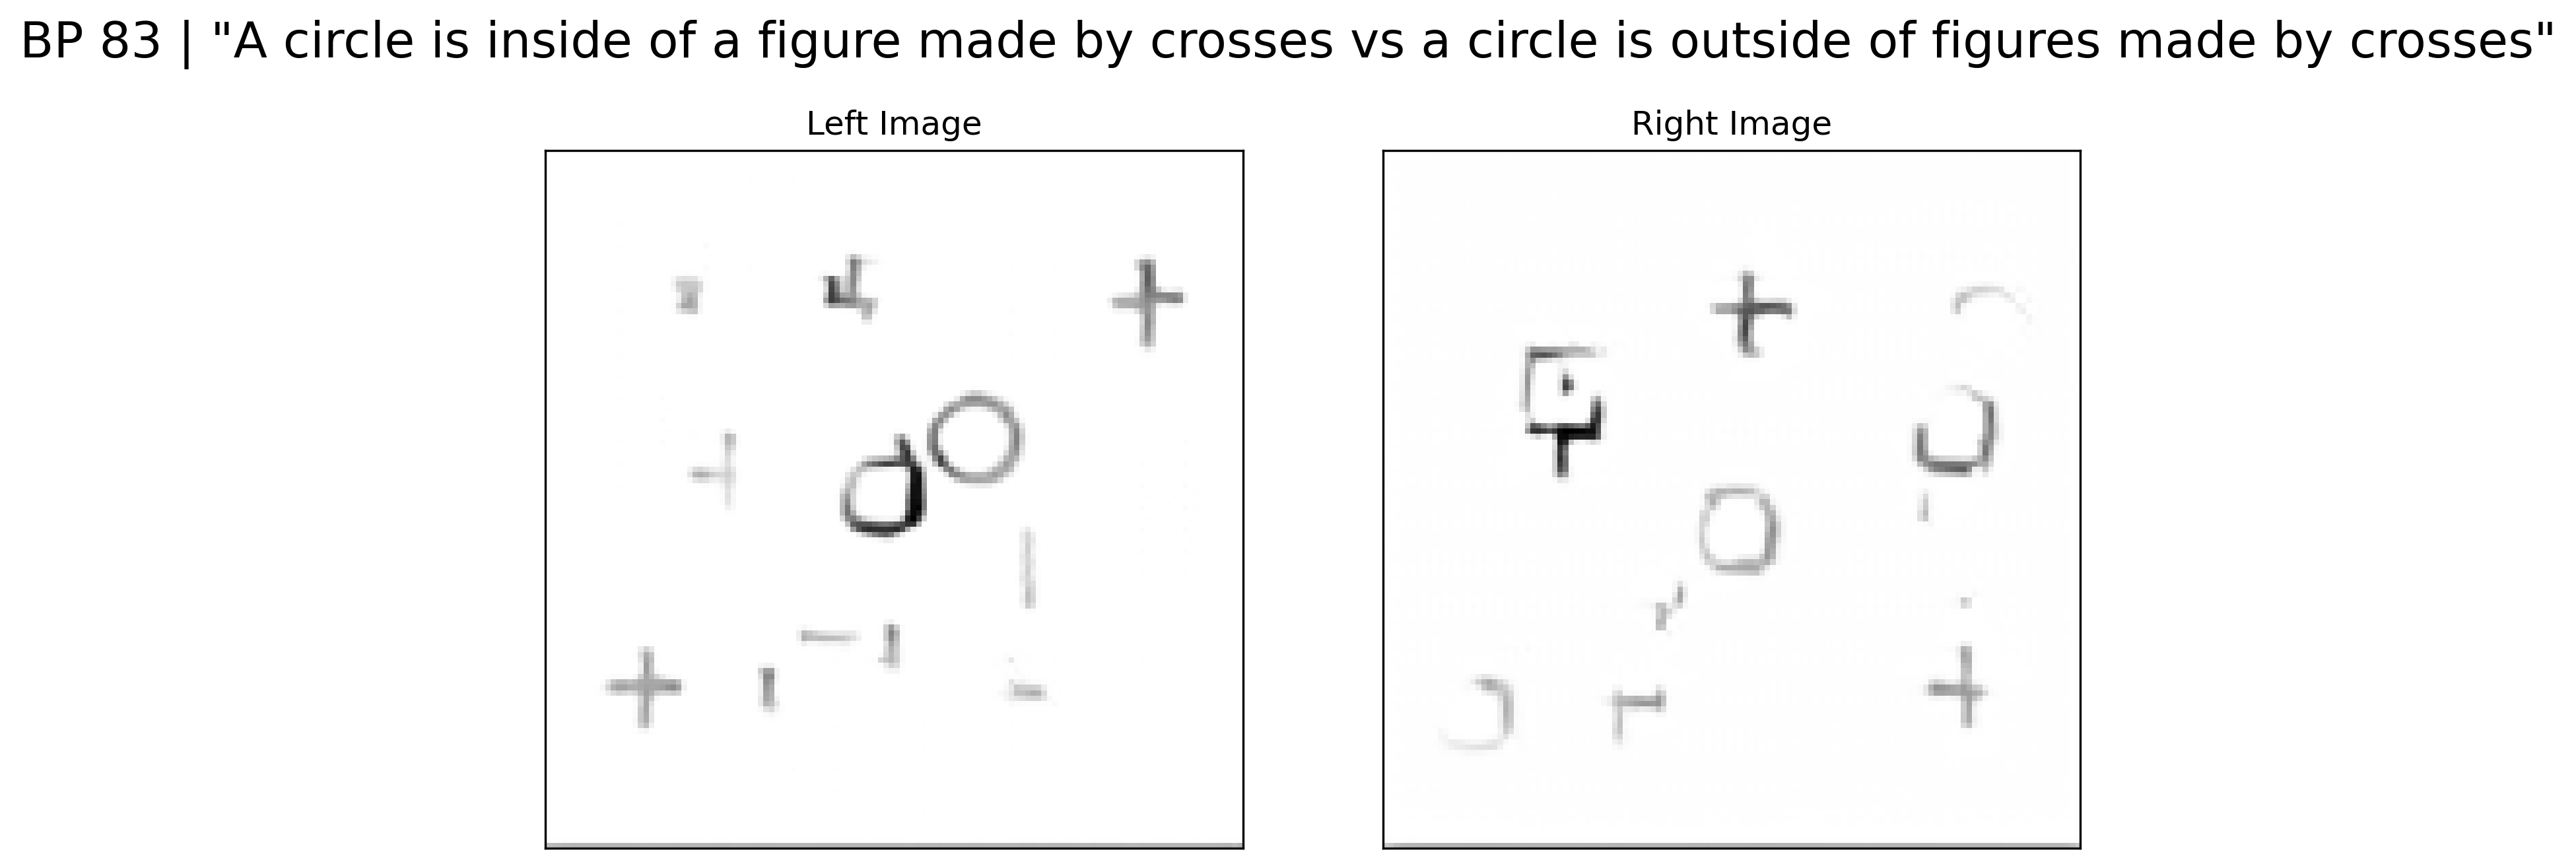 BP 83 | "A circle is inside of a figure made by crosses vs a circle is outside of figures made by crosses"
Left Image
Right Image